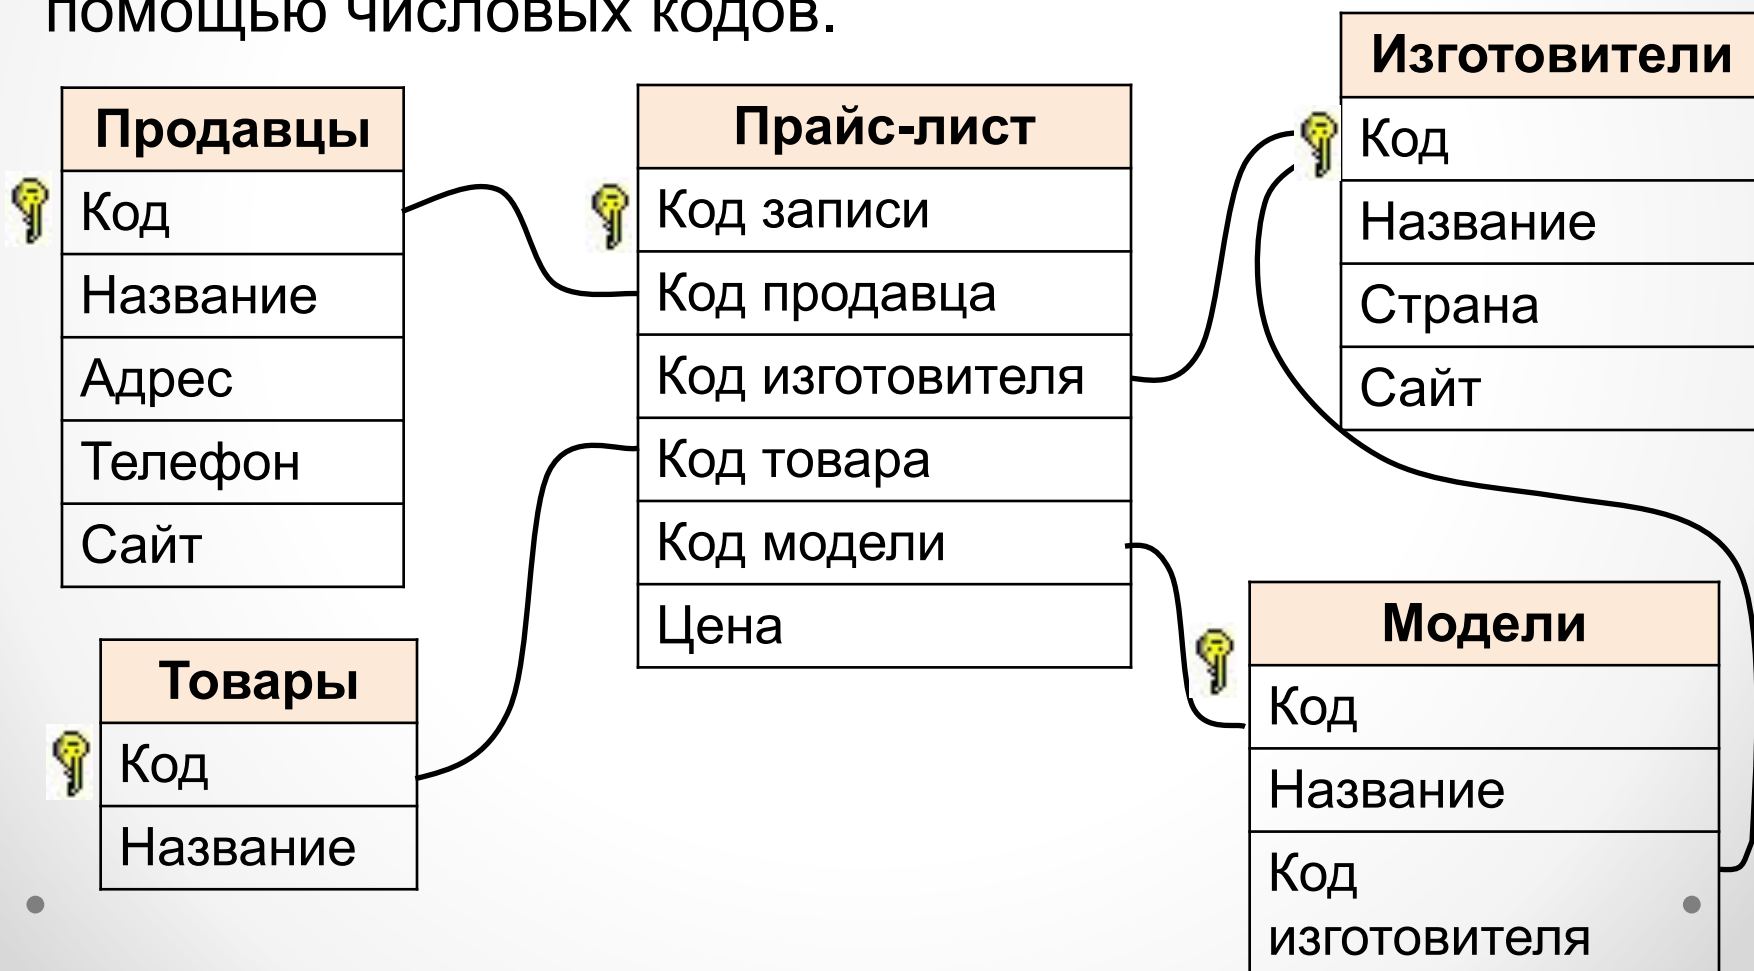 помощью числовых кодов.
Продавцы
Код
Название
Адрес
Телефон
Сайт
Товары
Код
Название
Прайс-лист
Код записи
Код продавца
Код изготовителя
Код товара
Код модели
Цена
Изготовители
Код
Название
Страна
Сайт
Модели
Код
Название
Код
изготовителя